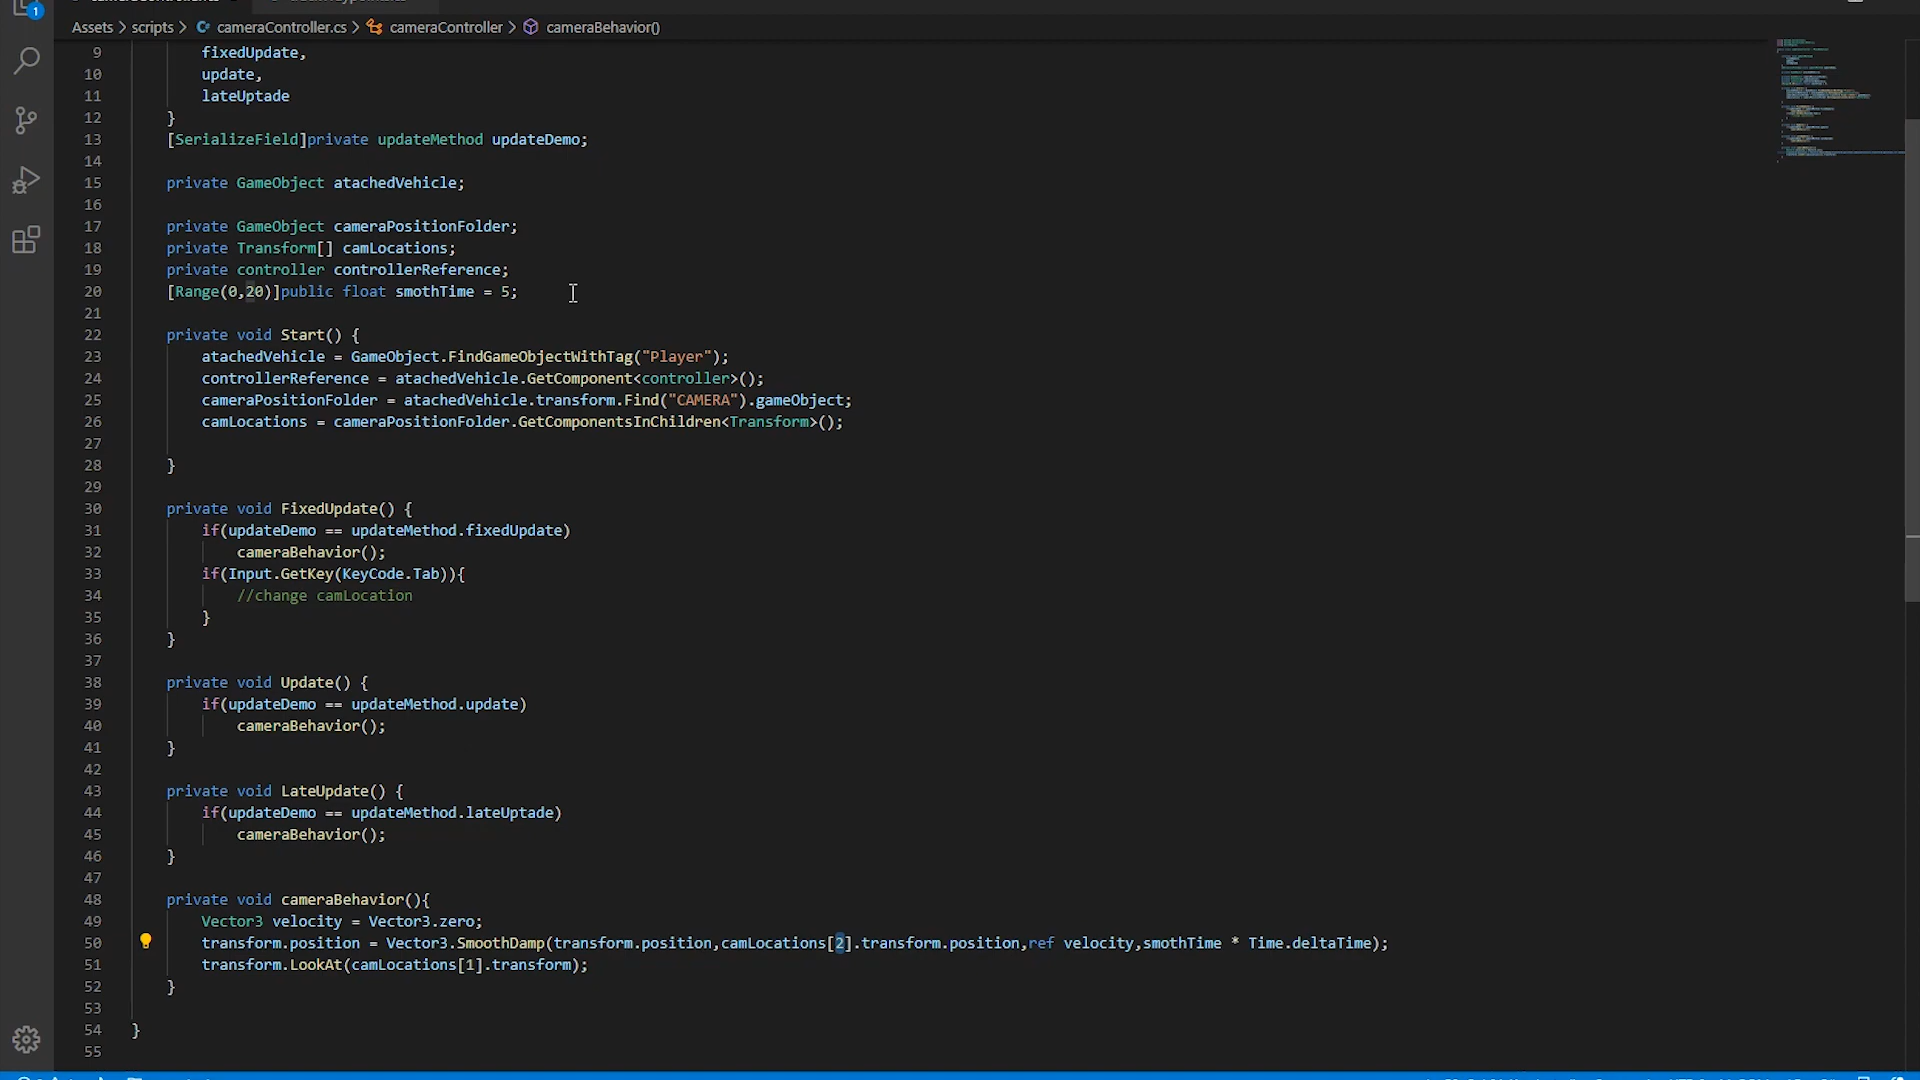 1
Assets > scripts > cameraController.cs > cameraController > cameraBehavior()
9 fixedUpdate,
10 update,
11 lateUptade
12 }
13 [SerializeField]private updateMethod updateDemo;
14
15 private GameObject atachedVehicle;
16
17 private GameObject cameraPositionFolder;
18 private Transform[] camLocations;
19 private controller controllerReference;
20 [Range(0,20)]public float smothTime = 5;
21
22 private void Start() {
23 atachedVehicle = GameObject.FindGameObjectWithTag("Player");
24 controllerReference = atachedVehicle.GetComponent<controller>();
25 cameraPositionFolder = atachedVehicle.transform.Find("CAMERA").gameObject;
26 camLocations = cameraPositionFolder.GetComponentsInChildren<Transform>();
27
28 }
29
30 private void FixedUpdate() {
31 if(updateDemo == updateMethod.fixedUpdate)
32 cameraBehavior();
33 if(Input.GetKey(KeyCode.Tab)){
34 //change camLocation
35 }
36 }
37
38 private void Update() {
39 if(updateDemo == updateMethod.update)
40 cameraBehavior();
41 }
42
43 private void LateUpdate() {
44 if(updateDemo == updateMethod.lateUptade)
45 cameraBehavior();
46 }
47
48 private void cameraBehavior(){
49 Vector3 velocity = Vector3.zero;
50 transform.position = Vector3.SmoothDamp(transform.position,camLocations[2].transform.position,ref velocity,smothTime * Time.deltaTime);
51 transform.LookAt(camLocations[1].transform);
52 }
53
54 }
55